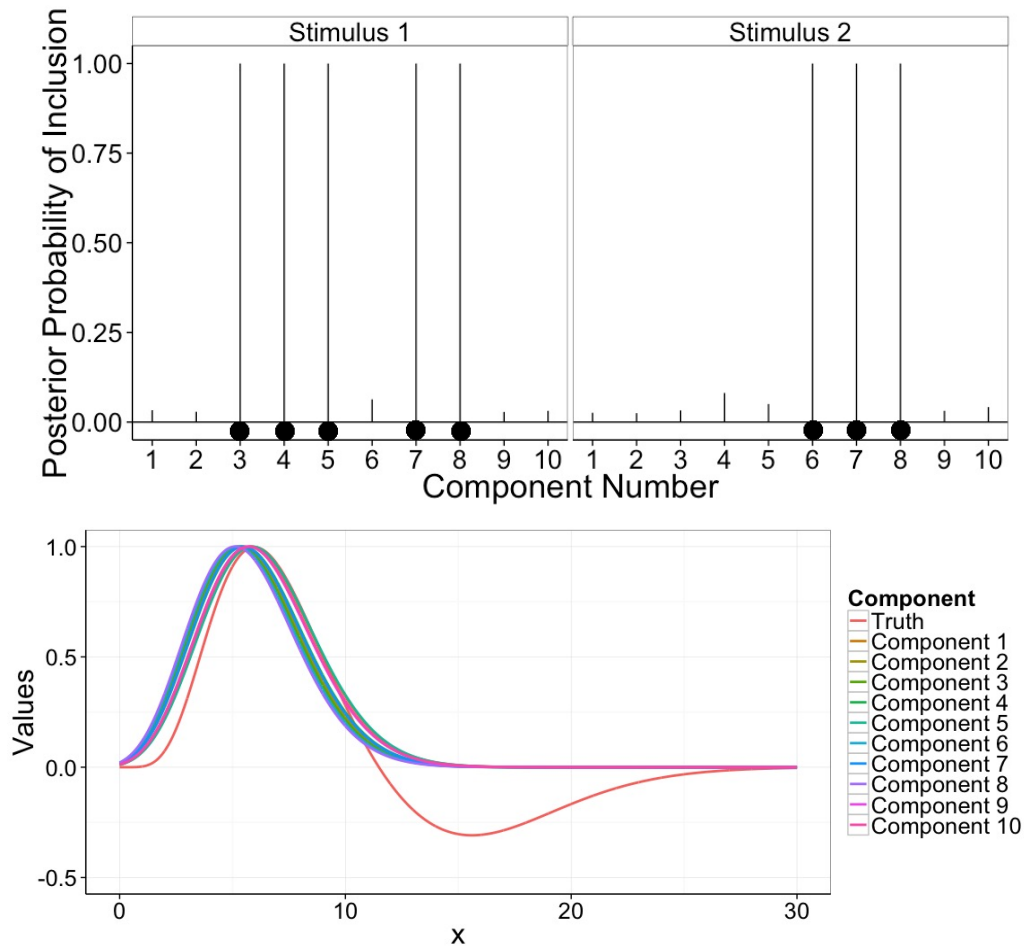 Stimulus 1
Stimulus 2
Posterior Probability of Inclusion
1.00
0.75
0.50
0.25
0.00
1 2 3 4 5 6 7 8 9 10
1 2 3 4 5 6 7 8 9 10
Component Number
1.0
0.5
0.0
-0.5
Values
0 10 20 30
x
Component
Truth
Component 1
Component 2
Component 3
Component 4
Component 5
Component 6
Component 7
Component 8
Component 9
Component 10